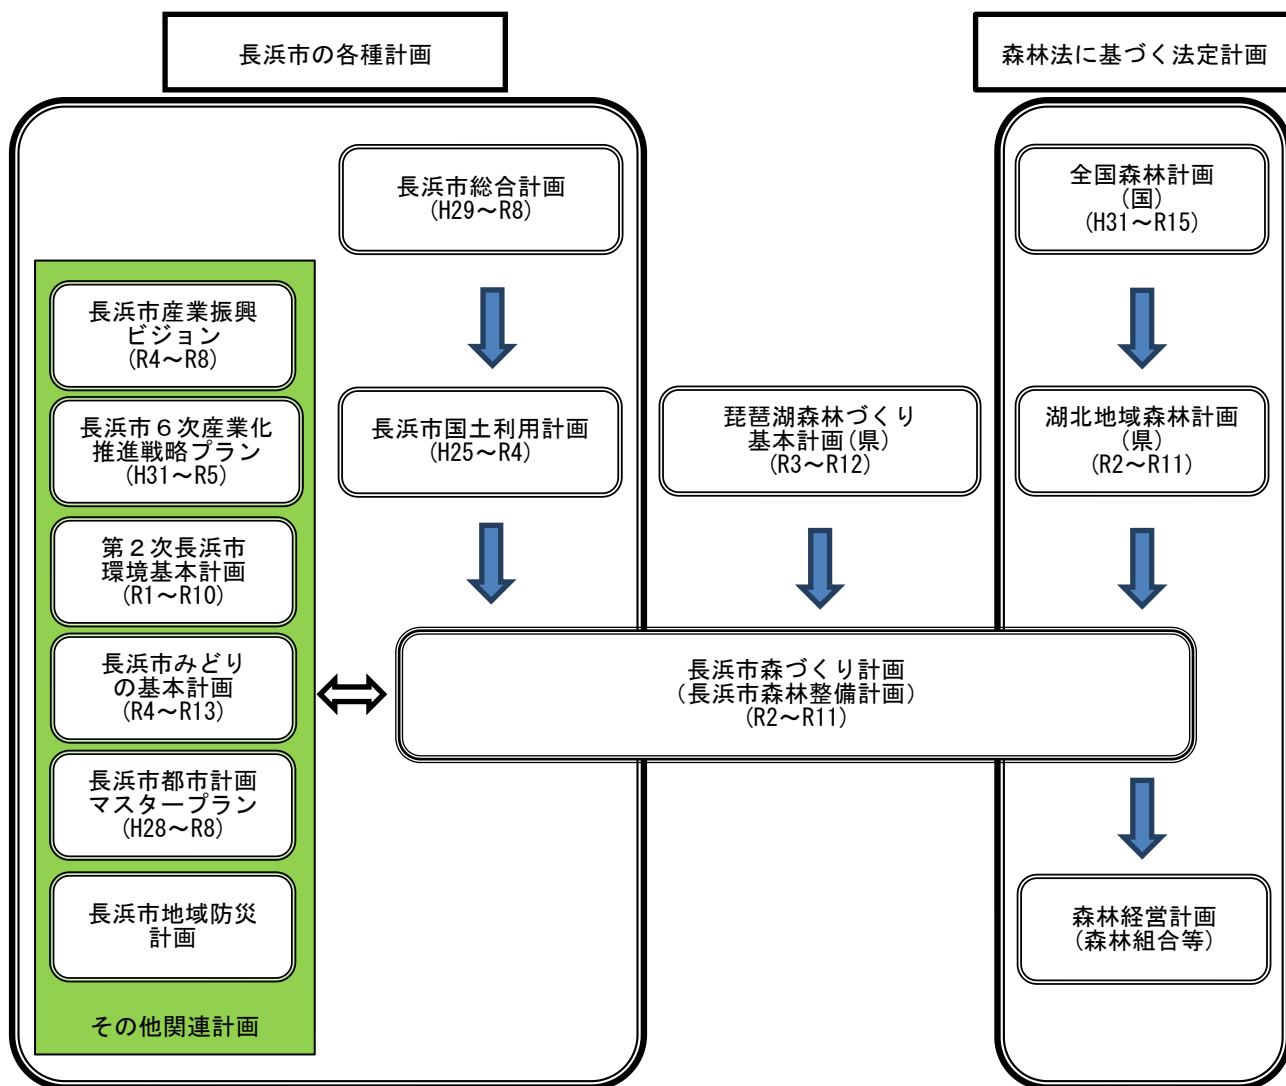 長浜市の各種計画
森林法に基づく法定計画
長浜市総合計画
(H29～R8)
全国森林計画
(国)
(H31～R15)
長浜市産業振興
ビジョン
(R4～R8)
長浜市６次産業化
推進戦略プラン
(H31～R5)
長浜市国土利用計画
(H25～R4)
琵琶湖森林づくり
基本計画(県)
(R3～R12)
湖北地域森林計画
(県)
(R2～R11)
第２次長浜市
環境基本計画
(R1～R10)
長浜市みどり
の基本計画
(R4～R13)
長浜市森づくり計画
(長浜市森林整備計画)
(R2～R11)
長浜市都市計画
マスタープラン
(H28～R8)
長浜市地域防災
計画
森林経営計画
(森林組合等)
その他関連計画